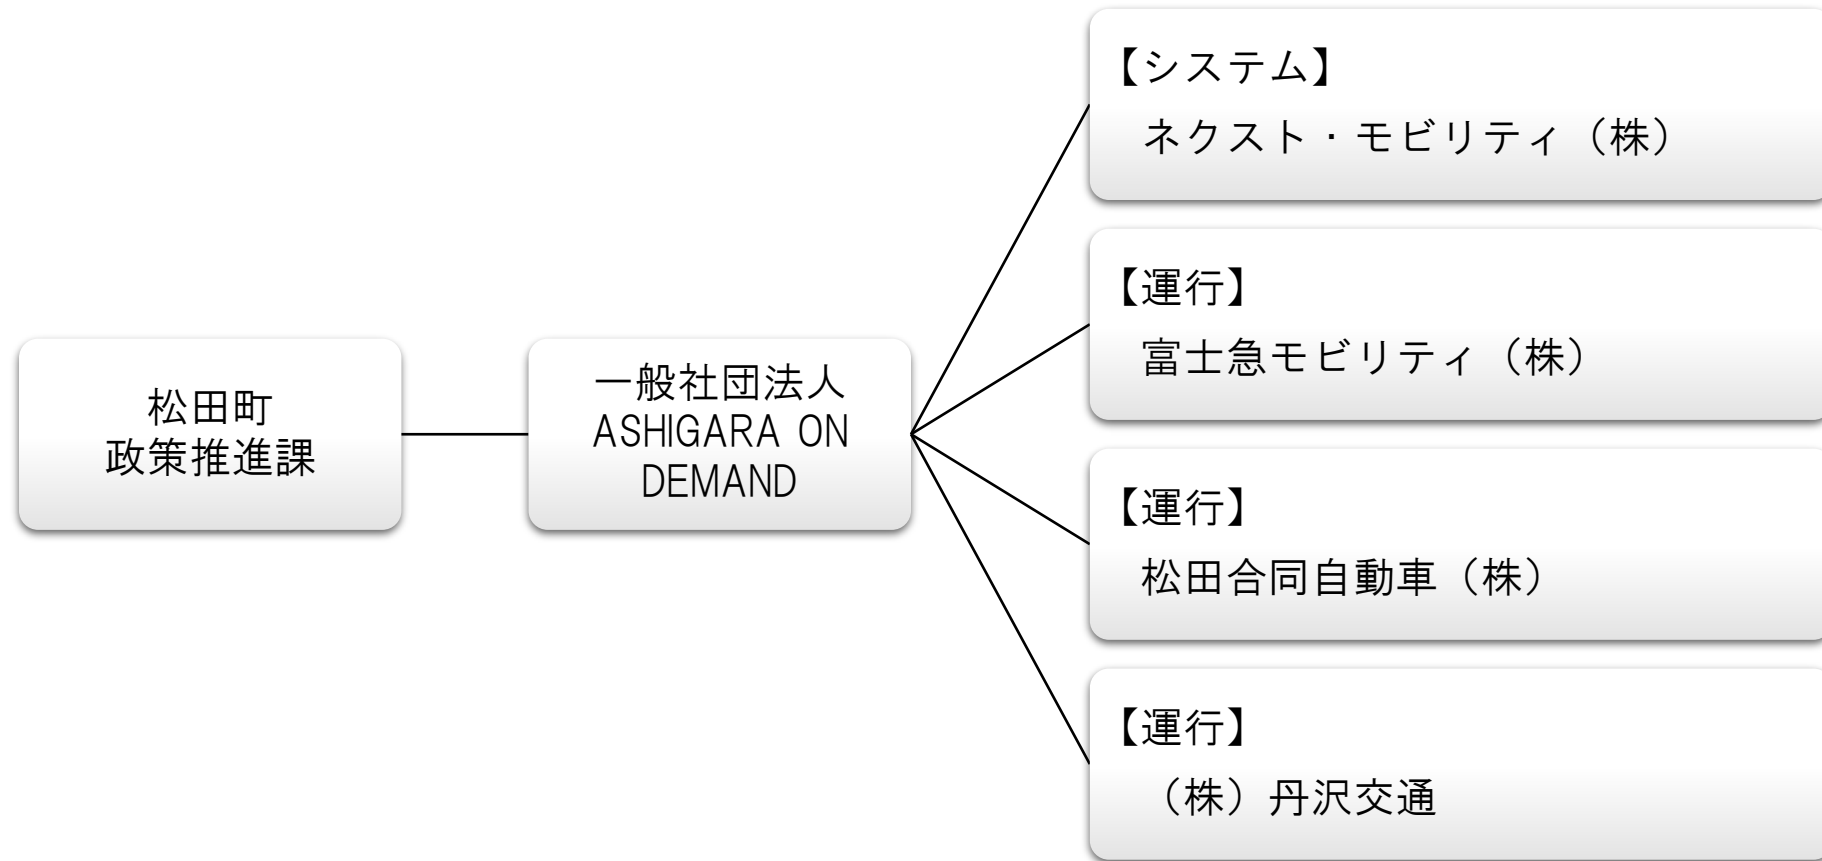 松田町
政策推進課
一般社団法人
ASHIGARA ON
DEMAND
【システム】
ネクスト・モビリティ（株）
【運行】
富士急モビリティ（株）
【運行】
松田合同自動車（株）
【運行】
（株）丹沢交通